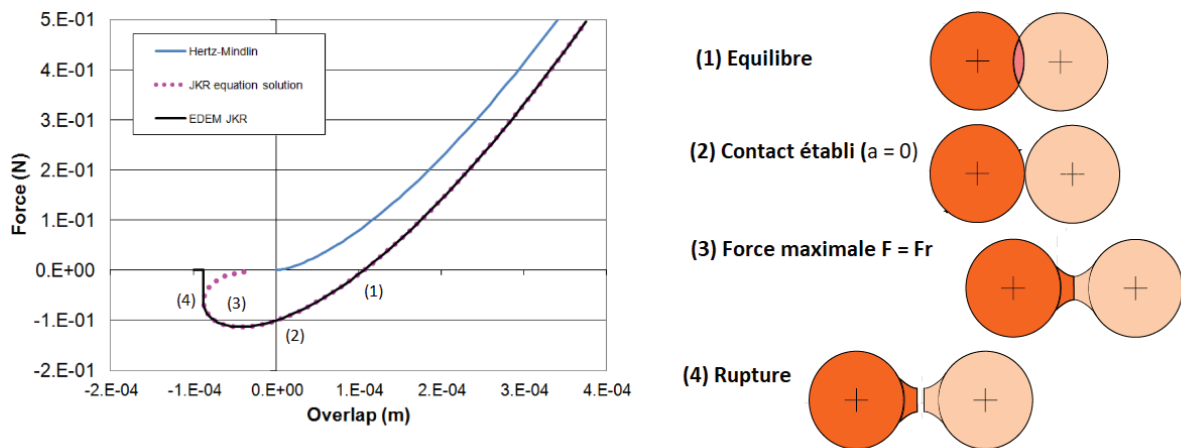 5.E-01
4.E-01
3.E-01
2.E-01
1.E-01
0.E+00
-1.E-01
-2.E-01
Force (N)
Hertz-Mindlin
JKR equation solution
EDEM JKR
(1)
(2)
(3)
(4)
-2.E-04
-1.E-04
0.E+00
1.E-04
2.E-04
3.E-04
4.E-04
Overlap (m)
(1) Equilibre
(2) Contact établi (a = 0)
(3) Force maximale F = Fr
(4) Rupture